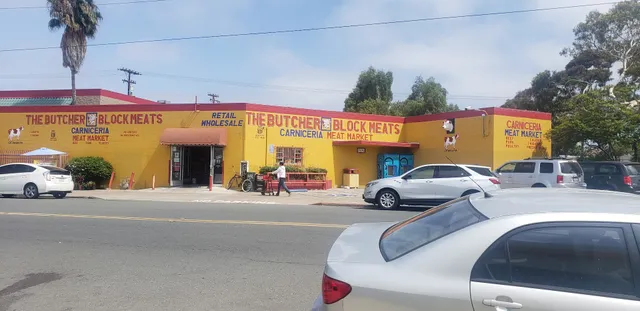 THE BUTCHER BLOCK MEATS
CARNICERIA
MEAT MARKET
RETAIL
WHOLESALE
THE BUTCHER BLOCK MEATS
CARNICERIA MEAT MARKET
CARNICERIA
MEAT MARKET